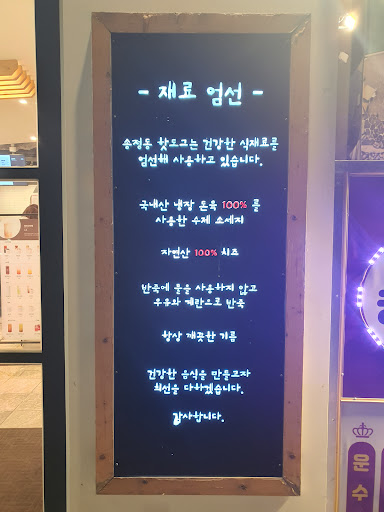 - 재료 엄선 -
송정동 핫도그는 건강한 식재료를
엄선해 사용하고 있습니다.
국내산 냉장 돈육 100% 를
사용한 수제 소세지
자연산 100% 치즈
반죽에 물을 사용하지 않고
우유와 계란으로 반죽
항상 깨끗한 기름
건강한 음식을 만들고자
최선을 다하겠습니다.
감사합니다.
운
수